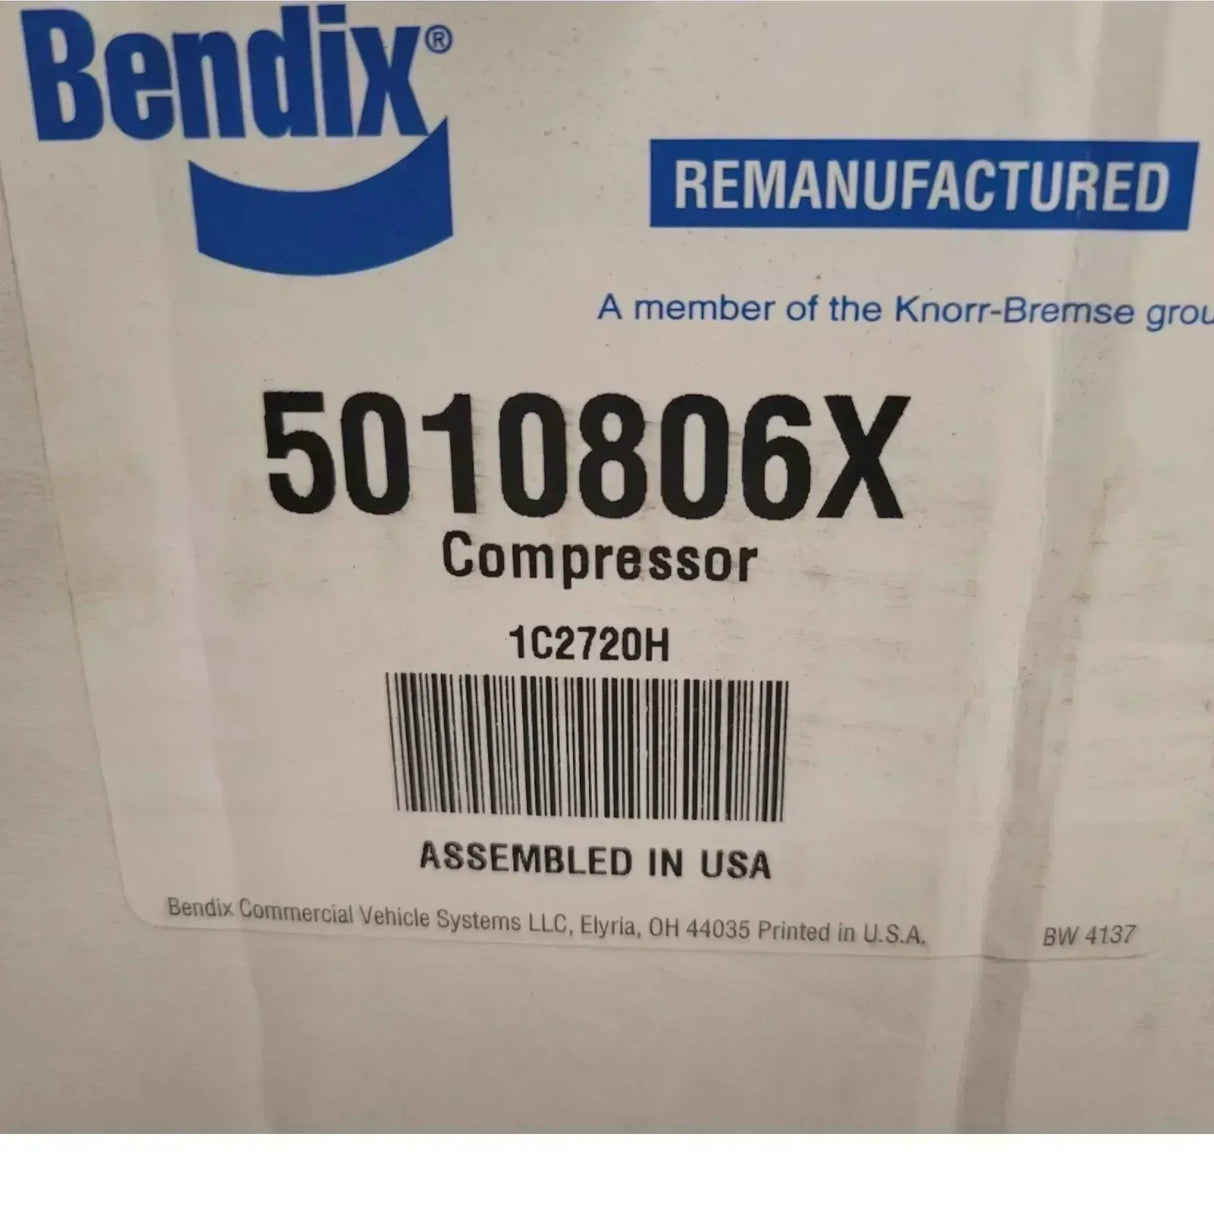 Bendix®
REMANUFACTURED
A member of the Knorr-Bremse grou
5010806X
Compressor
1C2720H
ASSEMBLED IN USA
Bendix Commercial Vehicle Systems LLC, Elyria, OH 44035 Printed in U.S.A.
BW 4137